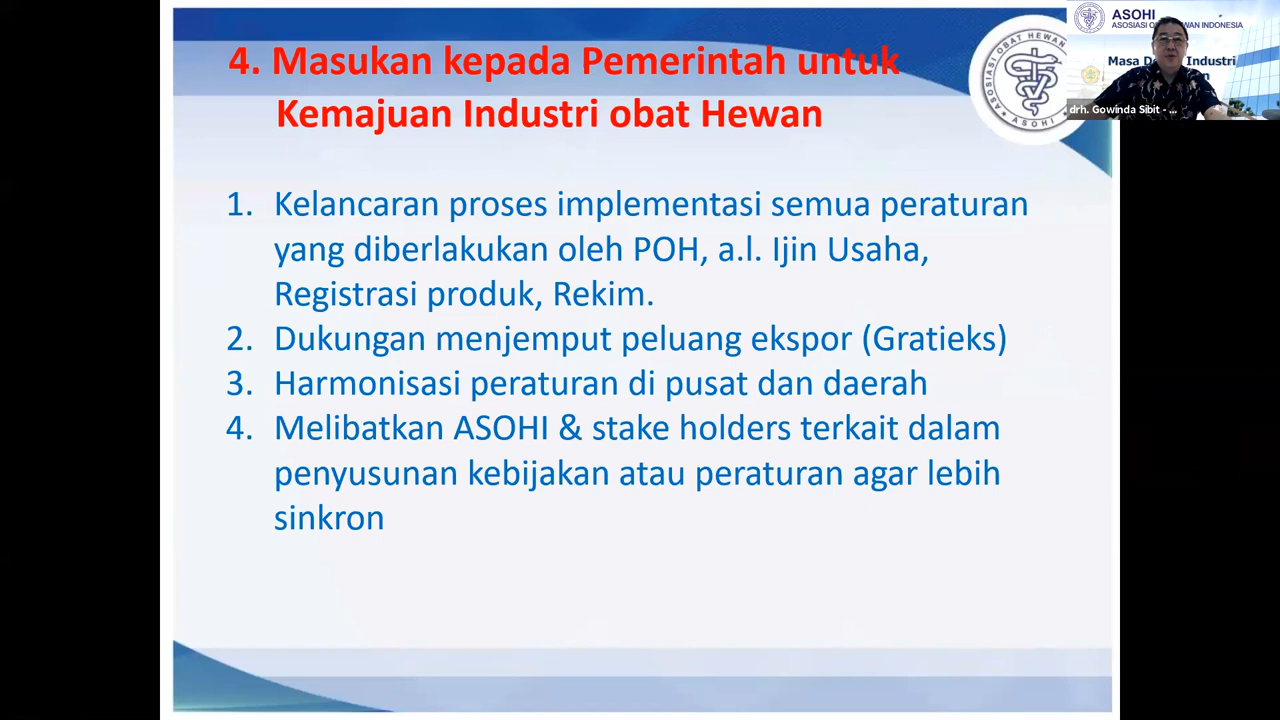 4. Masukan kepada Pemerintah untuk
Kemajuan Industri obat Hewan
1. Kelancaran proses implementasi semua peraturan
yang diberlakukan oleh POH, a.l. Ijin Usaha,
Registrasi produk, Rekim.
2. Dukungan menjemput peluang ekspor (Gratieks)
3. Harmonisasi peraturan di pusat dan daerah
4. Melibatkan ASOHI & stake holders terkait dalam
penyusunan kebijakan atau peraturan agar lebih
sinkron
ASOSIASI OBAT HEWAN
ASOHI
ASOHI
ASOSIASI INDONESIA
Masa Industri
drh. Gowinda Sibit - ...